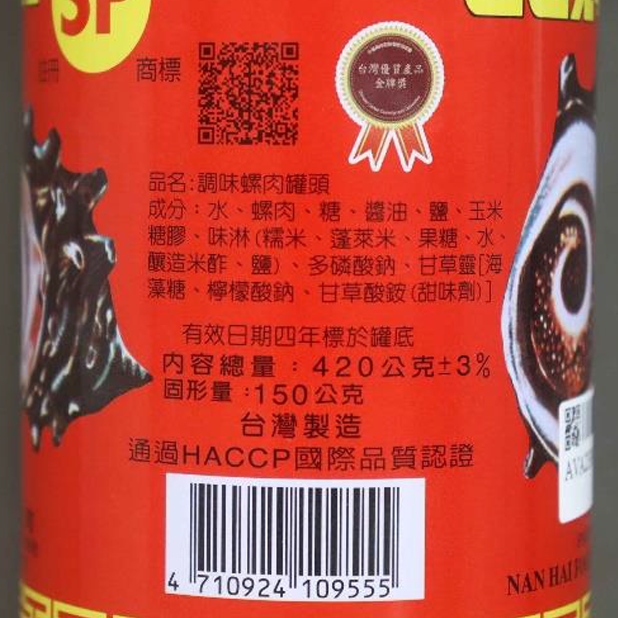 SP
註冊 商標
台灣優質產品
金牌獎
品名:調味螺肉罐頭
成分：水、螺肉、糖、醬油、鹽、玉米
糖膠、味淋(糯米、蓬萊米、果糖、水、
釀造米酢、鹽)、多磷酸鈉、甘草靈[海
藻糖、檸檬酸鈉、甘草酸銨(甜味劑)]
有效日期四年標於罐底
內容總量：420公克±3%
固形量：150公克
台灣製造
通過HACCP國際品質認證
4 710924 109555
NAN HAI